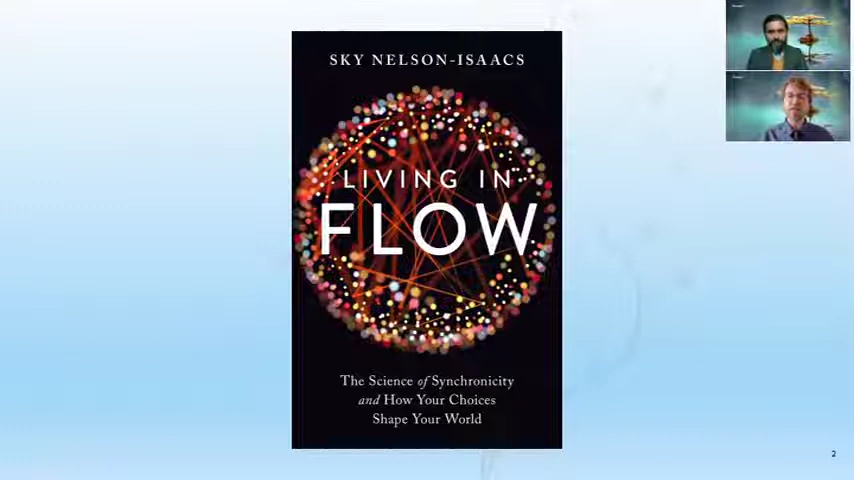 SKY NELSON-ISAACS
LIVING IN
FLOW
The Science of Synchronicity
and How Your Choices
Shape Your World
2